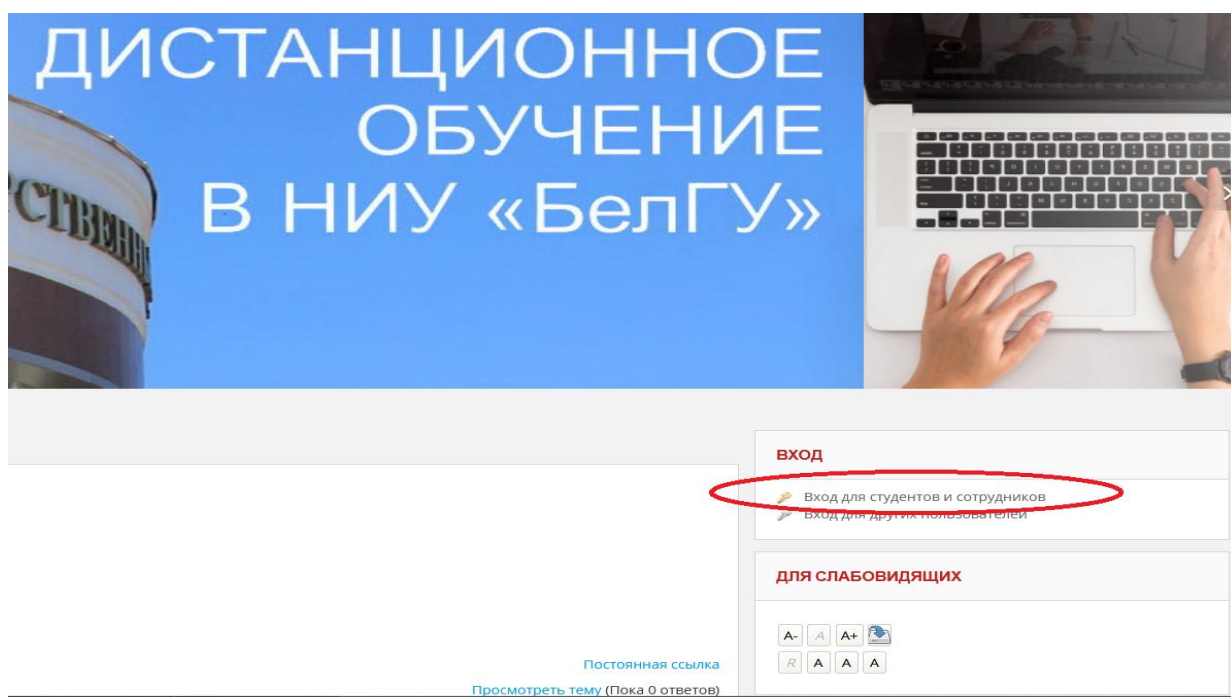 ДИСТАНЦИОННОЕ
ОБУЧЕНИЕ
В НИУ «БелГУ»
СТВЕННЫЙ
ВХОД
Вход для студентов и сотрудников
Вход для других пользователей
ДЛЯ СЛАБОВИДЯЩИХ
A- A A+
R A A A
Постоянная ссылка
Просмотреть тему (Пока 0 ответов)